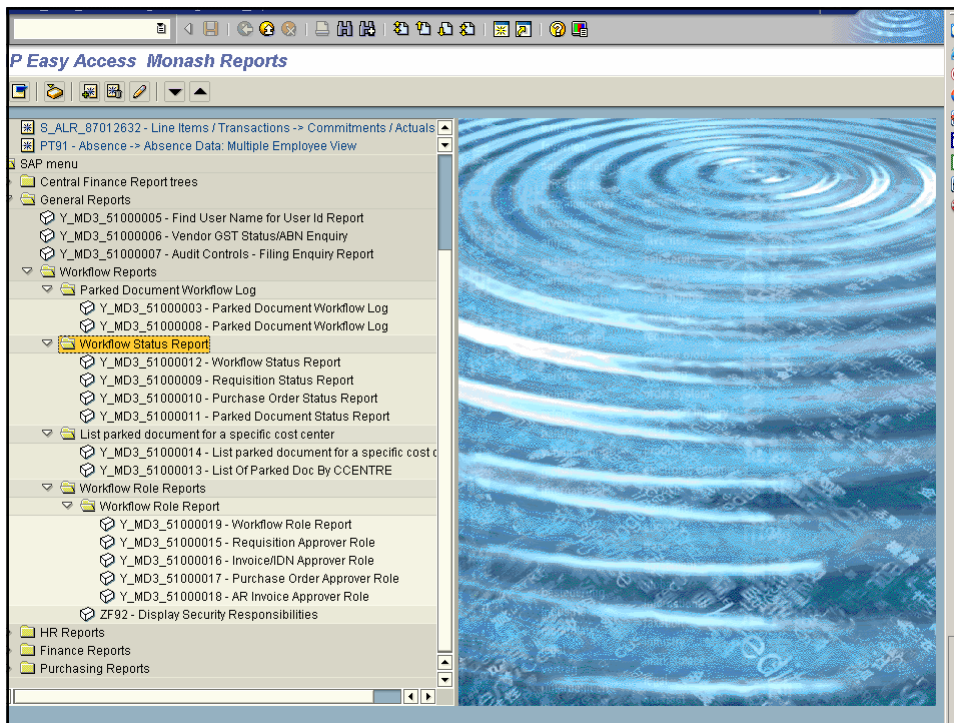 P Easy Access Monash Reports
S_ALR_87012632 - Line Items / Transactions -> Commitments / Actuals
PT91 - Absence -> Absence Data: Multiple Employee View
SAP menu
Central Finance Report trees
General Reports
Y_MD3_51000005 - Find User Name for User Id Report
Y_MD3_51000006 - Vendor GST Status/ABN Enquiry
Y_MD3_51000007 - Audit Controls - Filing Enquiry Report
Workflow Reports
Parked Document Workflow Log
Y_MD3_51000003 - Parked Document Workflow Log
Y_MD3_51000008 - Parked Document Workflow Log
Workflow Status Report
Y_MD3_51000012 - Workflow Status Report
Y_MD3_51000009 - Requisition Status Report
Y_MD3_51000010 - Purchase Order Status Report
Y_MD3_51000011 - Parked Document Status Report
List parked document for a specific cost center
Y_MD3_51000014 - List parked document for a specific cost c
Y_MD3_51000013 - List Of Parked Doc By CCENTRE
Workflow Role Reports
Workflow Role Report
Y_MD3_51000019 - Workflow Role Report
Y_MD3_51000015 - Requisition Approver Role
Y_MD3_51000016 - Invoice/IDN Approver Role
Y_MD3_51000017 - Purchase Order Approver Role
Y_MD3_51000018 - AR Invoice Approver Role
ZF92 - Display Security Responsibilities
HR Reports
Finance Reports
Purchasing Reports